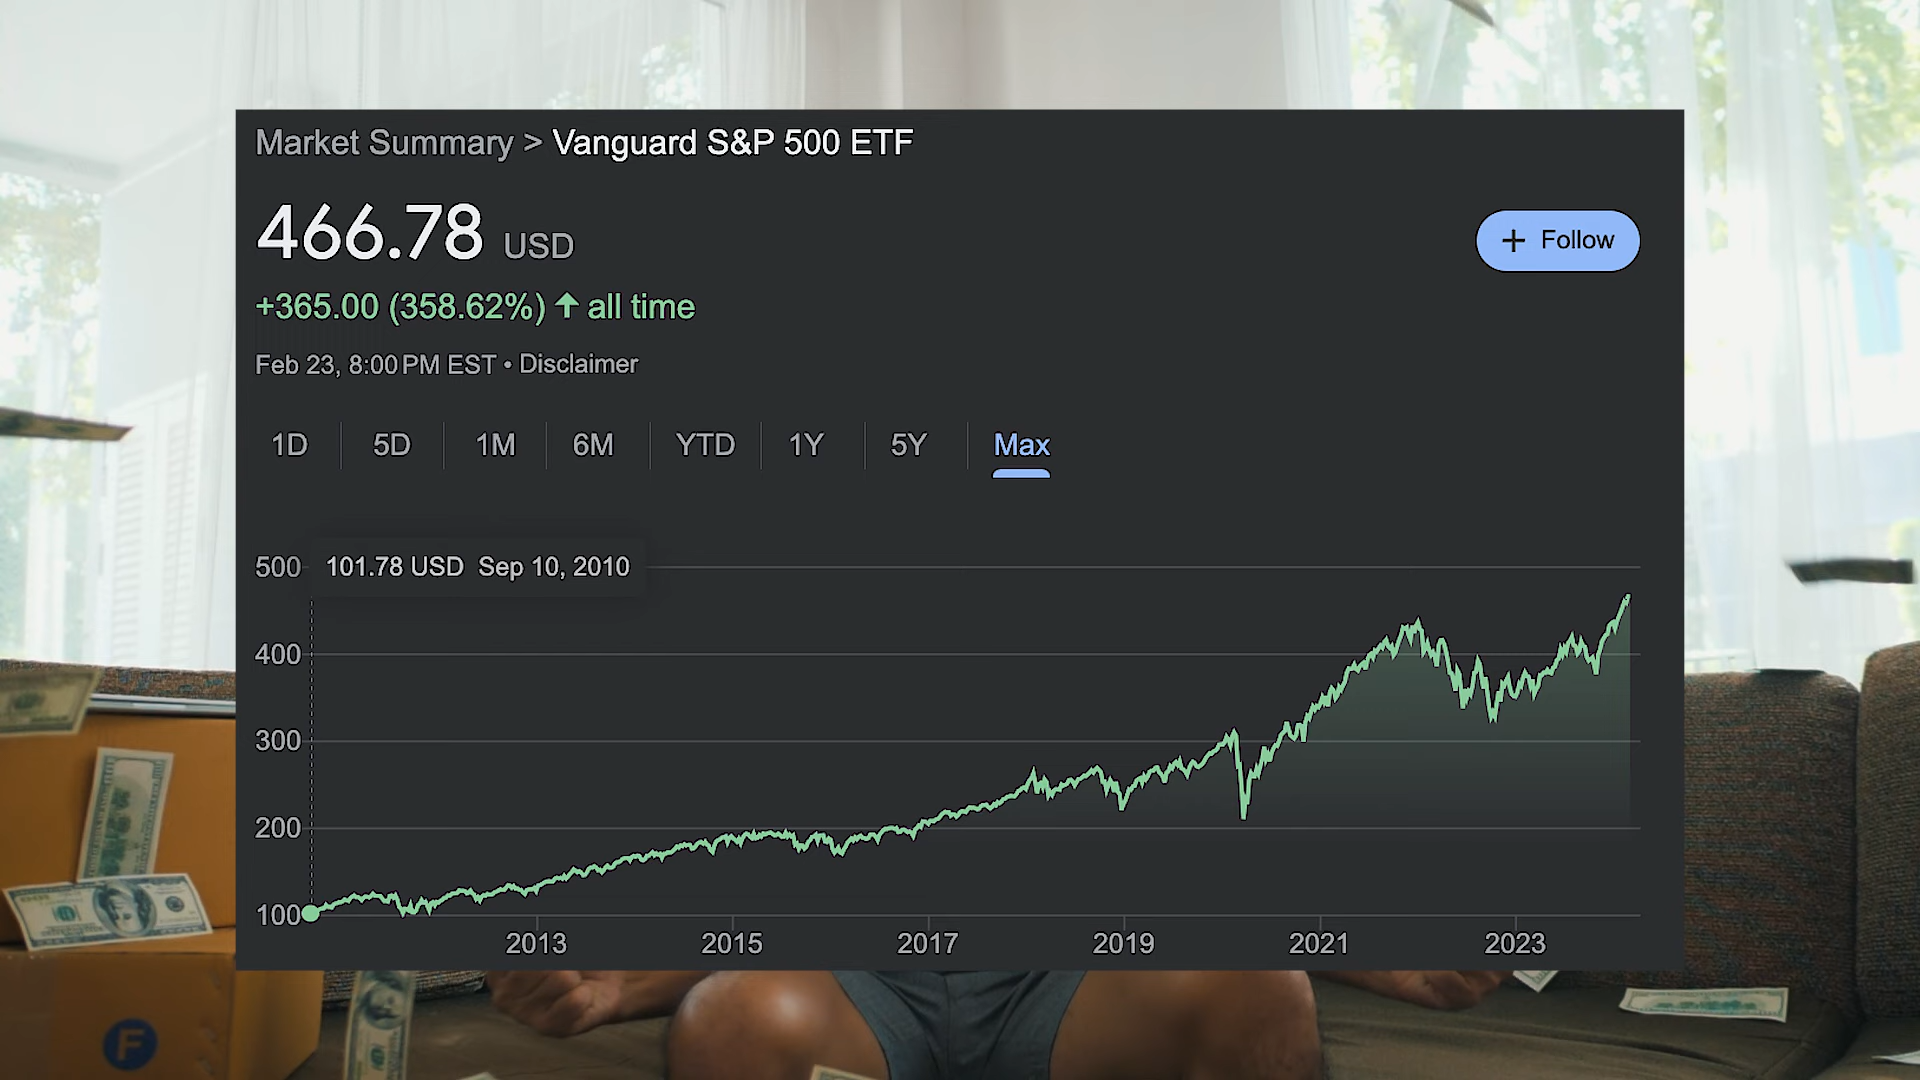 Market Summary > Vanguard S&P 500 ETF
466.78 USD
+ Follow
+365.00 (358.62%) ↑ all time
Feb 23, 8:00 PM EST • Disclaimer
1D 5D 1M 6M YTD 1Y 5Y Max
500 101.78 USD Sep 10, 2010
400
300
200
100
2013 2015 2017 2019 2021 2023
F